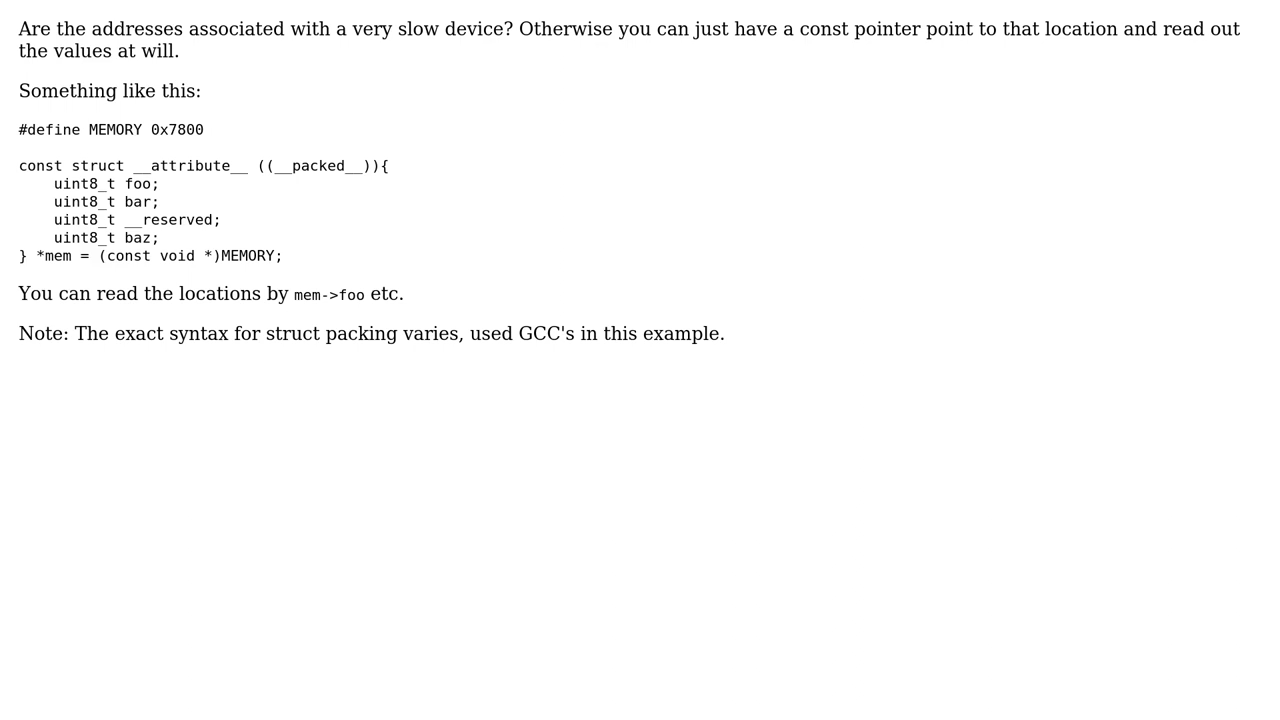 Are the addresses associated with a very slow device? Otherwise you can just have a const pointer point to that location and read out
the values at will.
Something like this:
#define MEMORY 0x7800
const struct __attribute__ ((__packed__)){
    uint8_t foo;
    uint8_t bar;
    uint8_t __reserved;
    uint8_t baz;
} *mem = (const void *)MEMORY;
You can read the locations by mem->foo etc.
Note: The exact syntax for struct packing varies, used GCC's in this example.